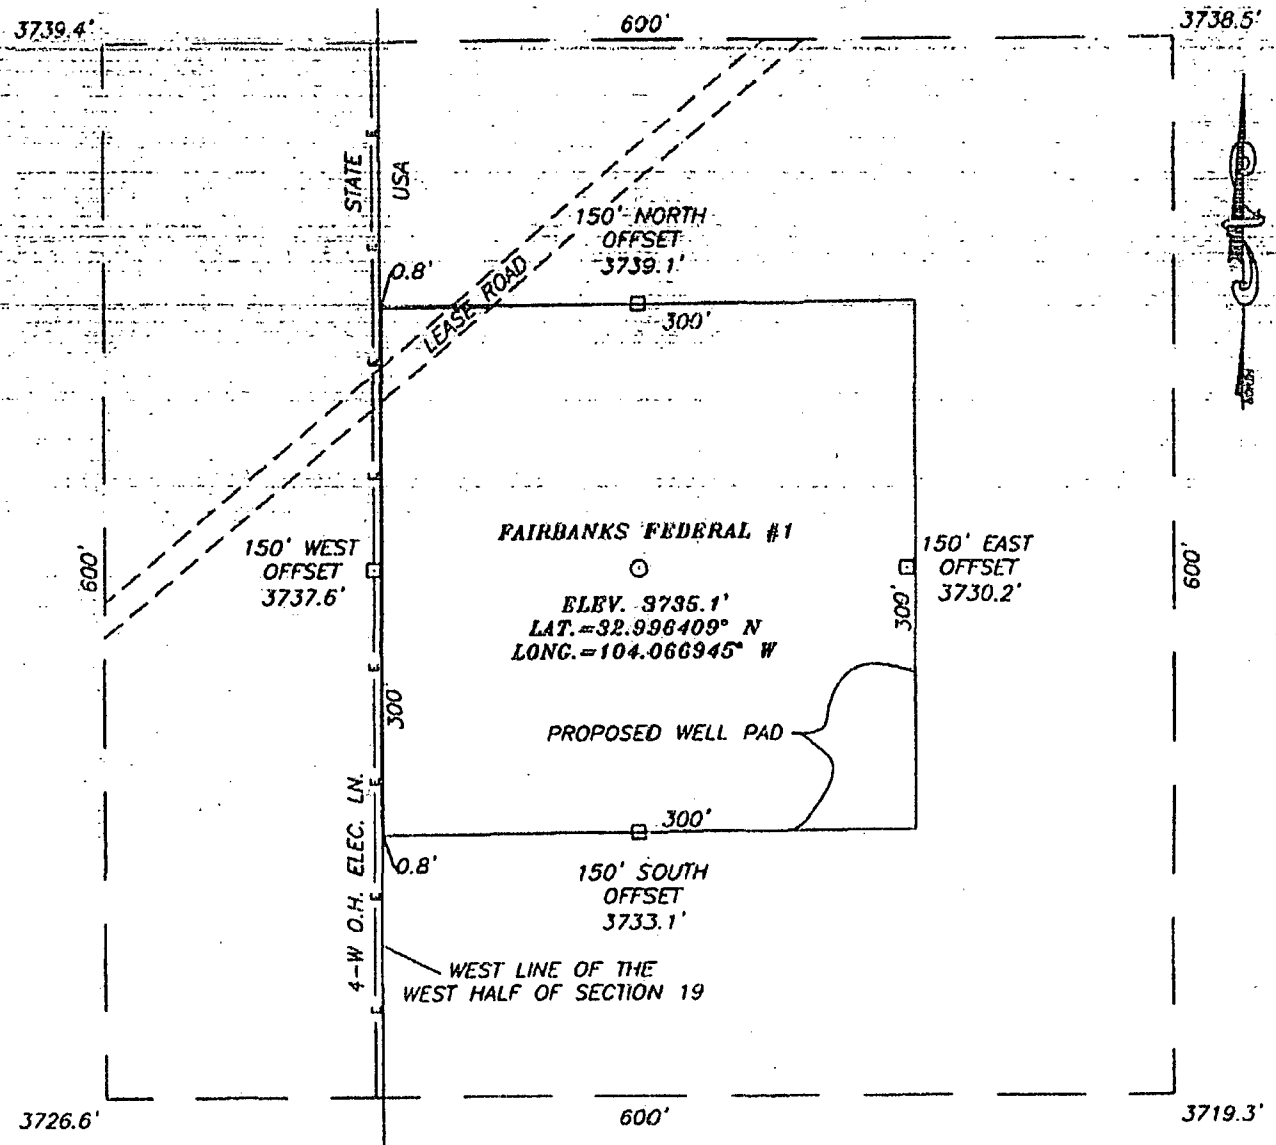 3739.4'
600'
3738.5'
STATE
USA
150' NORTH
OFFSET
3739.1'
0.8'
LEASE ROAD
300'
FAIRBANKS FEDERAL #1
150' WEST
OFFSET
3737.6'
150' EAST
OFFSET
3730.2'
600'
600'
ELEV. 3735.1'
LAT.=32.996409° N
LONG.=104.066945° W
300'
300'
PROPOSED WELL PAD
300'
0.8'
150' SOUTH
OFFSET
3733.1'
4-W O.H. ELEC. LN.
WEST LINE OF THE
WEST HALF OF SECTION 19
3726.6'
600'
3719.3'
E
E
E
E
E
E
E
E